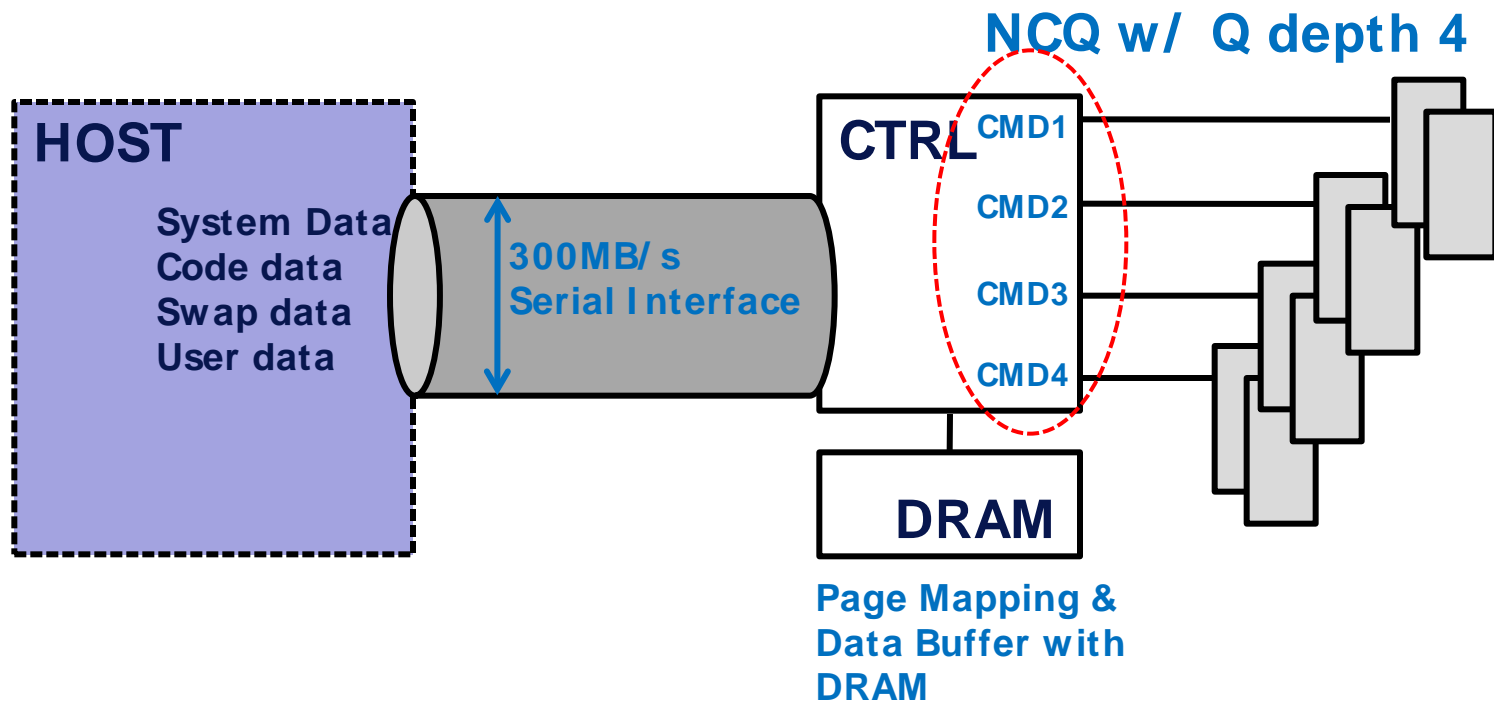 NCQ w/ Q depth 4
HOST
System Data
Code data
Swap data
User data
300MB/s
Serial Interface
CTRL
CMD1
CMD2
CMD3
CMD4
DRAM
Page Mapping &
Data Buffer with
DRAM